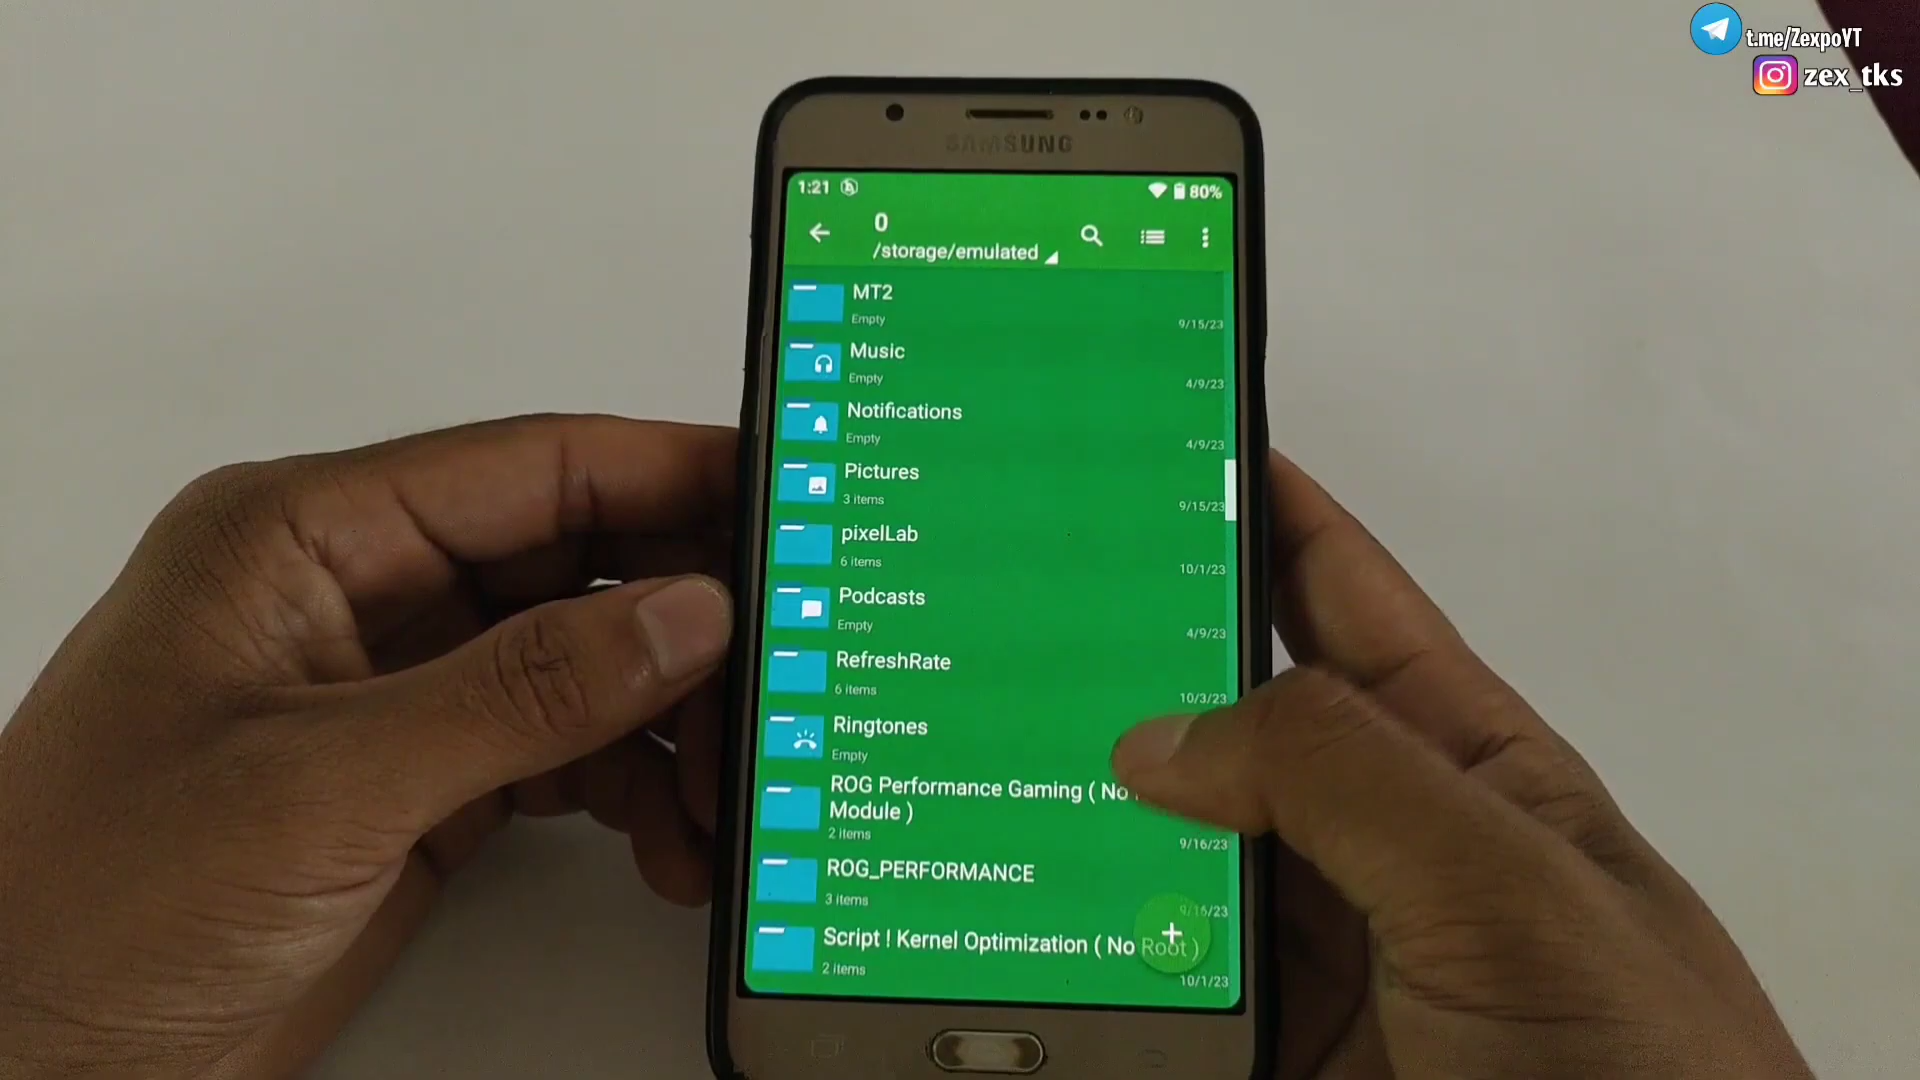 t.me/ZexpoYT
zex_tks
SAMSUNG
1:21
80%
0
/storage/emulated
MT2
Empty
9/15/23
Music
Empty
4/9/23
Notifications
Empty
4/9/23
Pictures
3 items
9/15/23
pixelLab
6 items
10/1/23
Podcasts
Empty
4/9/23
RefreshRate
6 items
10/3/23
Ringtones
Empty
ROG Performance Gaming ( No
Module )
2 items
9/16/23
ROG_PERFORMANCE
3 items
9/16/23
Script ! Kernel Optimization ( No Root )
2 items
10/1/23